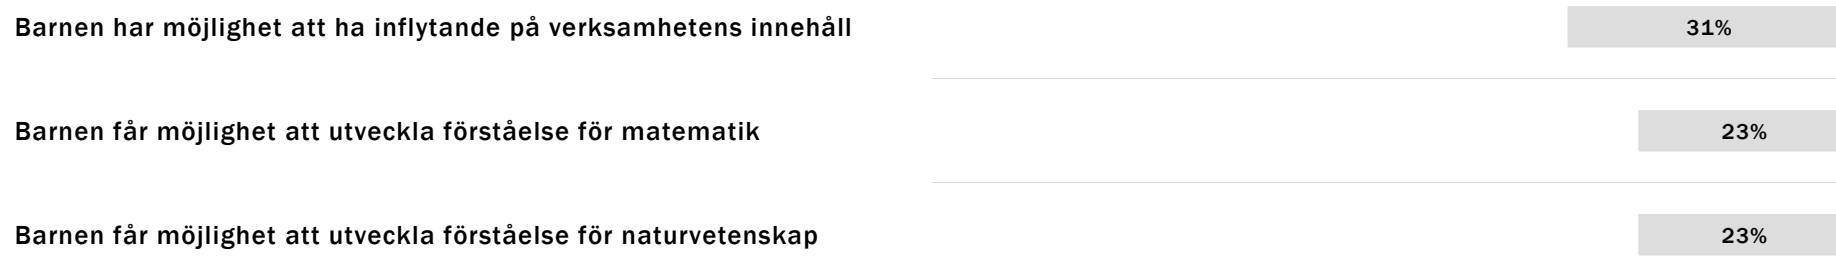 Barnen har möjlighet att ha inflytande på verksamhetens innehåll 31%
Barnen får möjlighet att utveckla förståelse för matematik 23%
Barnen får möjlighet att utveckla förståelse för naturvetenskap 23%